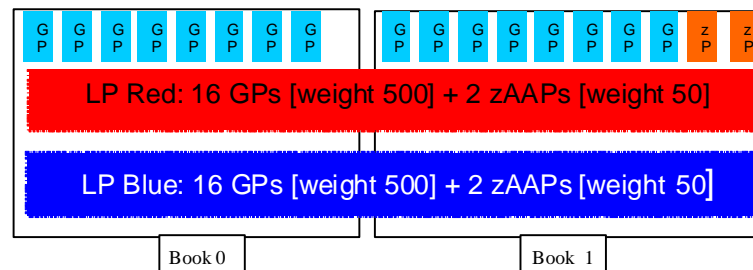 G G G G G G G G G G G G G G G G z z
P P P P P P P P P P P P P P P P P P
LP Red: 16 GPs [weight 500] + 2 zAAPs [weight 50]
LP Blue: 16 GPs [weight 500] + 2 zAAPs [weight 50]
Book 0 Book 1